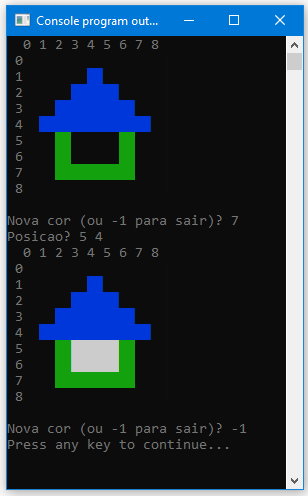 Console program out...
0 1 2 3 4 5 6 7 8
0
1
2
3
4
5
6
7
8
Nova cor (ou -1 para sair)? 7
Posicao? 5 4
0 1 2 3 4 5 6 7 8
0
1
2
3
4
5
6
7
8
Nova cor (ou -1 para sair)? -1
Press any key to continue...